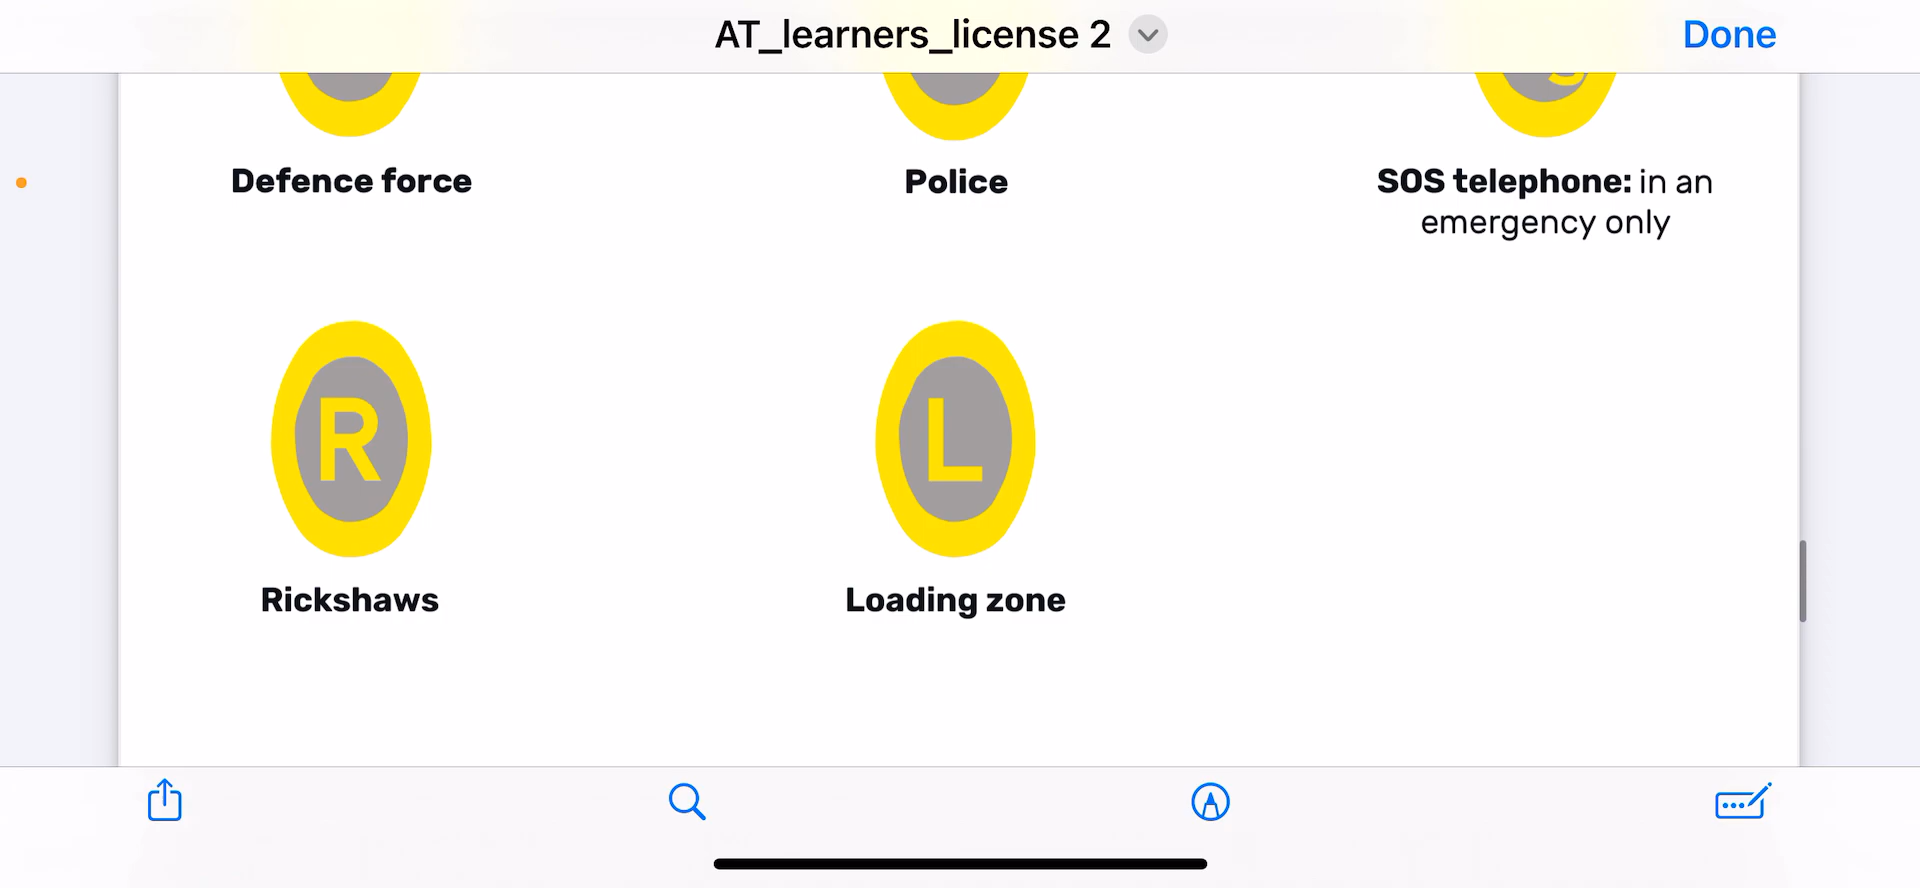 AT_learners_license 2
Done
Defence force
Police
SOS telephone: in an
emergency only
R
L
Rickshaws
Loading zone